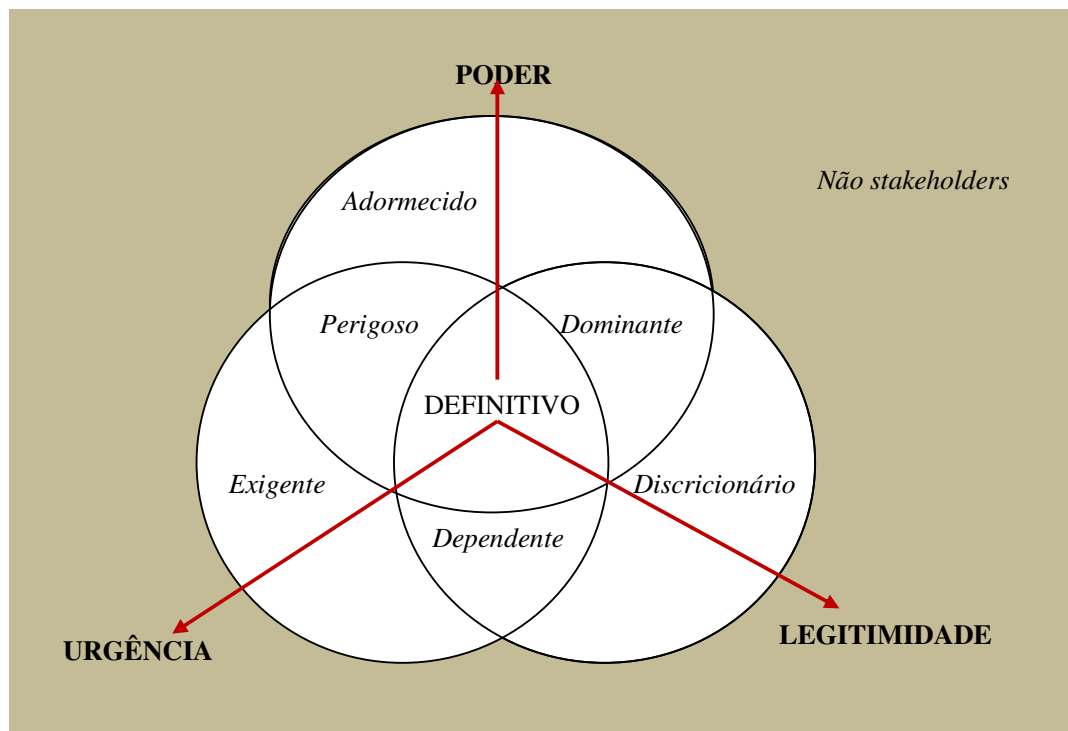 PODER
Não stakeholders
Adormecido
Perigoso
Dominante
DEFINITIVO
Exigente
Discricionário
Dependente
LEGITIMIDADE
URGÊNCIA